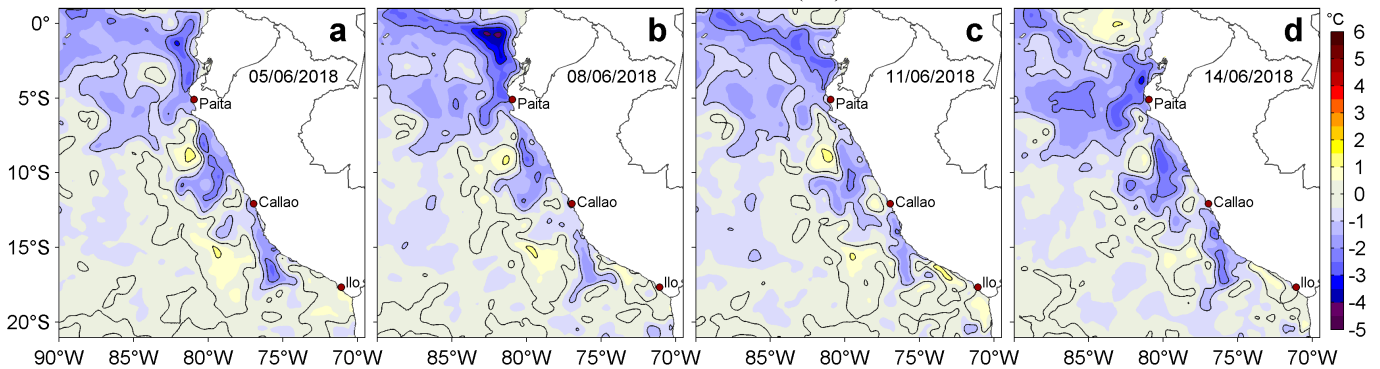 a
b
c
d
°C
05/06/2018
08/06/2018
11/06/2018
14/06/2018
0°
5°S
10°S
15°S
20°S
Paita
Callao
Ilo
Paita
Callao
Ilo
Paita
Callao
Ilo
Paita
Callao
Ilo
90°W 85°W 80°W 75°W 70°W
85°W 80°W 75°W 70°W
85°W 80°W 75°W 70°W
85°W 80°W 75°W 70°W
6
5
4
3
2
1
0
-1
-2
-3
-4
-5